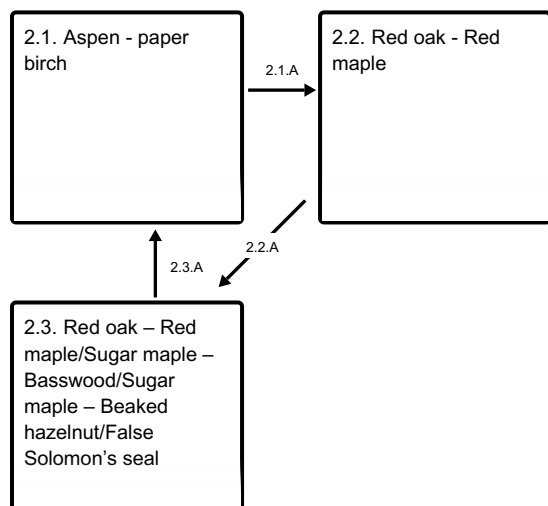 2.1. Aspen - paper
birch
2.1.A
2.2. Red oak - Red
maple
2.2.A
2.3.A
2.3. Red oak – Red
maple/Sugar maple –
Basswood/Sugar
maple – Beaked
hazelnut/False
Solomon’s seal